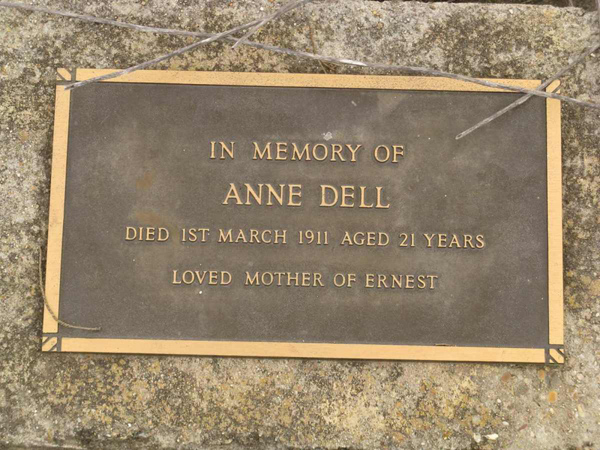 IN MEMORY OF
ANNE DELL
DIED 1ST MARCH 1911 AGED 21 YEARS
LOVED MOTHER OF ERNEST